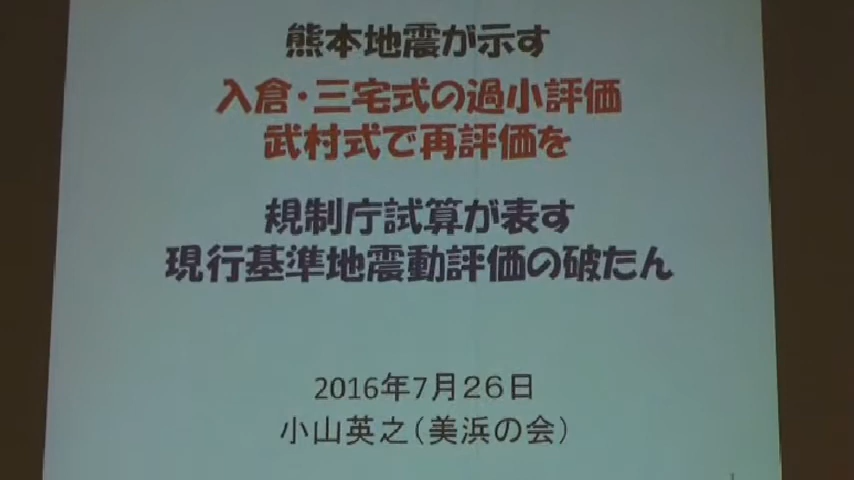 熊本地震が示す
入倉・三宅式の過小評価
武村式で再評価を
規制庁試算が表す
現行基準地震動評価の破たん
2016年7月26日
小山英之(美浜の会)